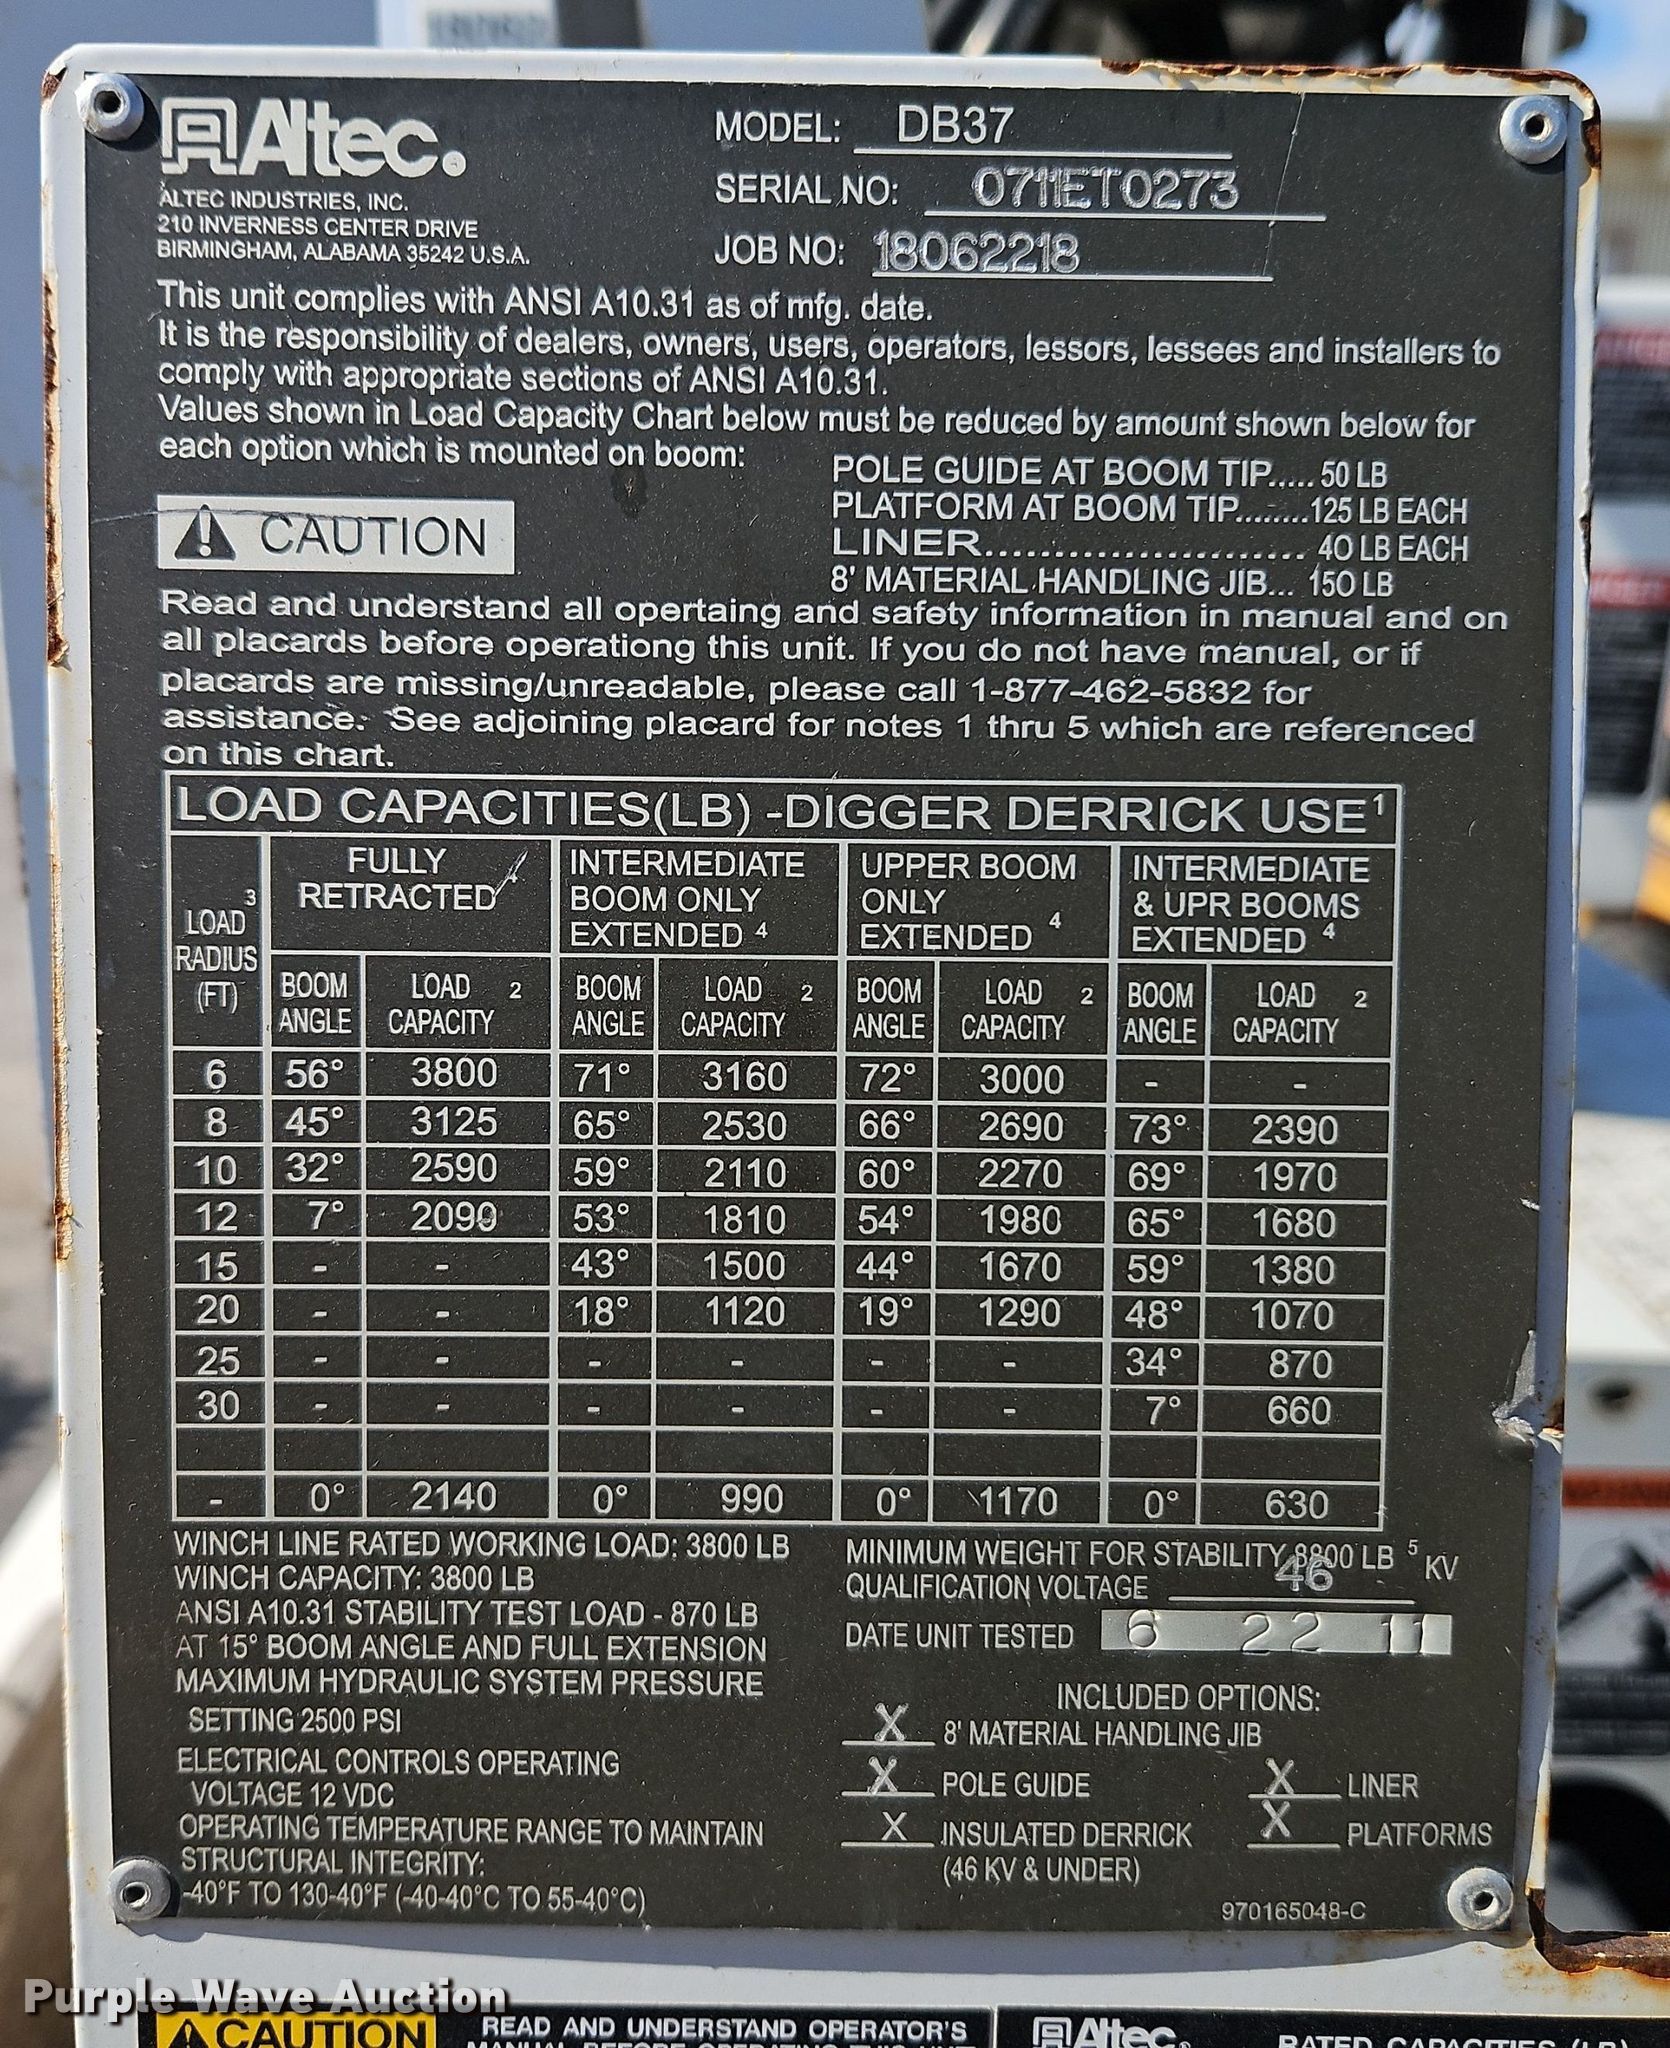 Altec.
ALTEC INDUSTRIES, INC.
210 INVERNESS CENTER DRIVE
BIRMINGHAM, ALABAMA 35242 U.S.A.
MODEL: DB37
SERIAL NO: 0711ET0273
JOB NO: 18062218
This unit complies with ANSI A10.31 as of mfg. date.
It is the responsibility of dealers, owners, users, operators, lessors, lessees and installers to
comply with appropriate sections of ANSI A10.31.
Values shown in Load Capacity Chart below must be reduced by amount shown below for
each option which is mounted on boom:
POLE GUIDE AT BOOM TIP..... 50 LB
PLATFORM AT BOOM TIP........125 LB EACH
LINER........................ 40 LB EACH
8' MATERIAL HANDLING JIB... 150 LB
CAUTION
Read and understand all opertaing and safety information in manual and on
all placards before operationg this unit. If you do not have manual, or if
placards are missing/unreadable, please call 1-877-462-5832 for
assistance. See adjoining placard for notes 1 thru 5 which are referenced
on this chart.
LOAD CAPACITIES(LB) -DIGGER DERRICK USE 1
LOAD 3 RADIUS (FT) FULLY RETRACTED 4 INTERMEDIATE BOOM ONLY EXTENDED 4 UPPER BOOM ONLY EXTENDED 4 INTERMEDIATE & UPR BOOMS EXTENDED 4
BOOM ANGLE LOAD 2 CAPACITY BOOM ANGLE LOAD 2 CAPACITY BOOM ANGLE LOAD 2 CAPACITY BOOM ANGLE LOAD 2 CAPACITY
6 56° 3800 71° 3160 72° 3000 - -
8 45° 3125 65° 2530 66° 2690 73° 2390
10 32° 2590 59° 2110 60° 2270 69° 1970
12 7° 2090 53° 1810 54° 1980 65° 1680
15 - - 43° 1500 44° 1670 59° 1380
20 - - 18° 1120 19° 1290 48° 1070
25 - - - - - - 34° 870
30 - - - - - - 7° 660
- 0° 2140 0° 990 0° 1170 0° 630
WINCH LINE RATED WORKING LOAD: 3800 LB
WINCH CAPACITY: 3800 LB
ANSI A10.31 STABILITY TEST LOAD - 870 LB
AT 15° BOOM ANGLE AND FULL EXTENSION
MAXIMUM HYDRAULIC SYSTEM PRESSURE
SETTING 2500 PSI
ELECTRICAL CONTROLS OPERATING
VOLTAGE 12 VDC
OPERATING TEMPERATURE RANGE TO MAINTAIN
STRUCTURAL INTEGRITY:
-40°F TO 130-40°F (-40-40°C TO 55-40°C)
MINIMUM WEIGHT FOR STABILITY 8800 LB 5
QUALIFICATION VOLTAGE 46 KV
DATE UNIT TESTED 6 22 11
INCLUDED OPTIONS:
X 8' MATERIAL HANDLING JIB
X POLE GUIDE X LINER
X INSULATED DERRICK X PLATFORMS
(46 KV & UNDER)
970165048-C
Purple Wave Auction
CAUTION
READ AND UNDERSTAND OPERATOR'S
MANUAL BEFORE OPERATING THIS UNIT
Altec.
RATED CAPACITIES (LB)